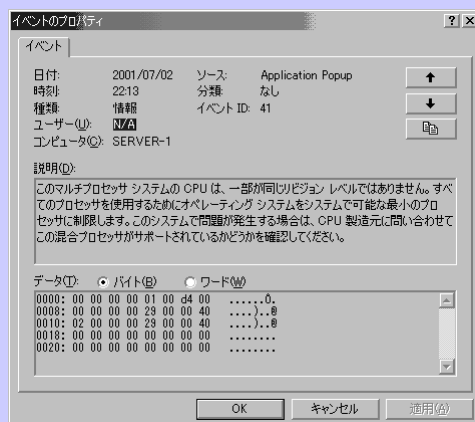 イベントのプロパティ
イベント
日付: 2001/07/02 ソース: Application Popup
時刻: 22:13 分類: なし
種類: 情報 イベント ID: 41
ユーザー(U): N/A
コンピュータ(C): SERVER-1
説明(D):
このマルチプロセッサ システムの CPU は、一部が同じリビジョン レベルではありません。すべ
てのプロセッサを使用するためにオペレーティング システムをシステムで可能な最小のプロ
セッサに制限します。このシステムで問題が発生する場合は、CPU 製造元に問い合わせて
この混合プロセッサがサポートされているかどうかを確認してください。
データ(T): バイト(B) ワード(W)
0000: 00 00 00 00 01 00 d4 00 ......Ô.
0008: 00 00 00 00 29 00 00 40 ....)..@
0010: 02 00 00 00 29 00 00 40 ....)..@
0018: 00 00 00 00 00 00 00 00 ........
0020: 00 00 00 00 00 00 00 00 ........
OK キャンセル 適用(A)